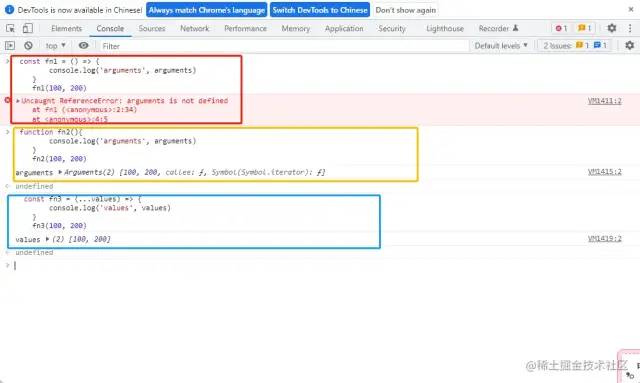 DevTools is now available in Chinese! Always match Chrome's language Switch DevTools to Chinese Don't show again
Elements Console Sources Network Performance Memory Application Security Lighthouse Recorder 1 1
top Filter Default levels 2 Issues: 1 1
const fn1 = () => {
console.log('arguments', arguments)
}
fn1(100, 200)
Uncaught ReferenceError: arguments is not defined VM1411:2
at fn1 (<anonymous>:2:34)
at <anonymous>:4:5
function fn2(){
console.log('arguments', arguments)
}
fn2(100, 200)
arguments Arguments(2) [100, 200, callee: ƒ, Symbol(Symbol.iterator): ƒ] VM1415:2
undefined
const fn3 = (...values) => {
console.log('values', values)
}
fn3(100, 200)
values (2) [100, 200] VM1419:2
undefined
@稀土掘金技术社区